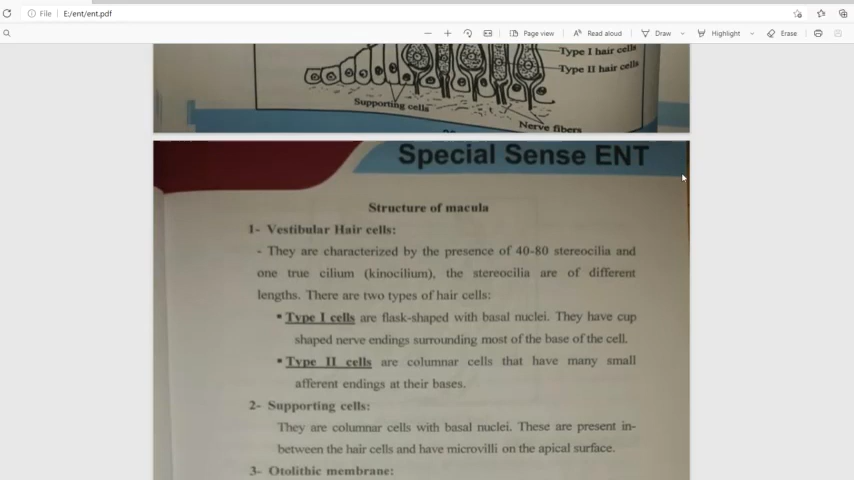 File
E:/ent/ent.pdf
Page view
Read aloud
Draw
Highlight
Erase
Type I hair cells
Type II hair cells
Supporting cells
Nerve fibers
Special Sense ENT
Structure of macula
1- Vestibular Hair cells:
- They are characterized by the presence of 40-80 stereocilia and
one true cilium (kinocilium), the stereocilia are of different
lengths. There are two types of hair cells:
• Type I cells are flask-shaped with basal nuclei. They have cup
shaped nerve endings surrounding most of the base of the cell.
• Type II cells are columnar cells that have many small
afferent endings at their bases.
2- Supporting cells:
They are columnar cells with basal nuclei. These are present in-
between the hair cells and have microvilli on the apical surface.
3- Otolithic membrane: